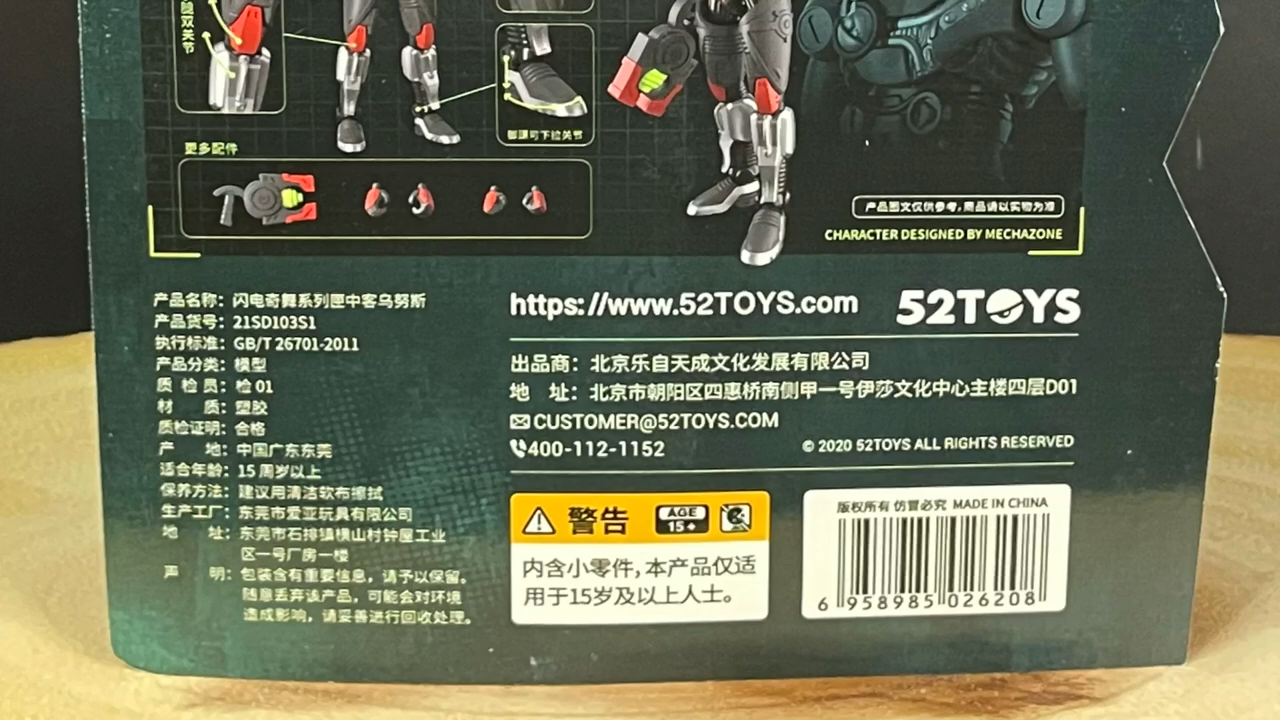 腿双关节
脚踝可下拉关节
更多配件
产品图文仅供参考，商品请以实物为准
CHARACTER DESIGNED BY MECHAZONE
产品名称：闪电奇舞系列匣中客乌努斯
产品货号：21SD103S1
执行标准：GB/T 26701-2011
产品分类：模型
质 检 员：检 01
材 质：塑胶
质检证明：合格
产 地：中国广东东莞
适合年龄：15 周岁以上
保养方法：建议用清洁软布擦拭
生产工厂：东莞市爱亚玩具有限公司
地 址：东莞市石排镇横山村钟屋工业
区一号厂房一楼
声 明：包装含有重要信息，请予以保留。
随意丢弃该产品，可能会对环境
造成影响，请妥善进行回收处理。
https://www.52TOYS.com
52TOYS
出品商：北京乐自天成文化发展有限公司
地 址：北京市朝阳区四惠桥南侧甲一号伊莎文化中心主楼四层D01
CUSTOMER@52TOYS.COM
400-112-1152
© 2020 52TOYS ALL RIGHTS RESERVED
警告
AGE
15+
内含小零件，本产品仅适
用于15岁及以上人士。
版权所有 仿冒必究 MADE IN CHINA
6 958985 026208